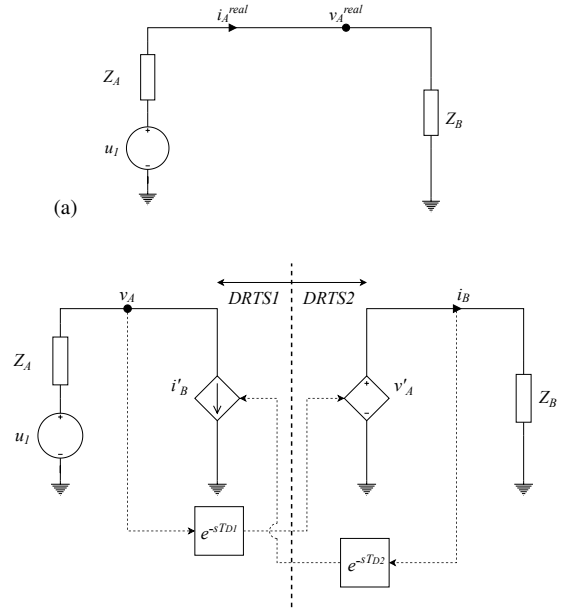 i_A^real v_A^real
Z_A
Z_B
u_1
+
-
(a)
DRTS1 DRTS2
v_A i_B
Z_A
i'_B v'_A
+
-
Z_B
u_1
+
-
e^-sT_D1
e^-sT_D2